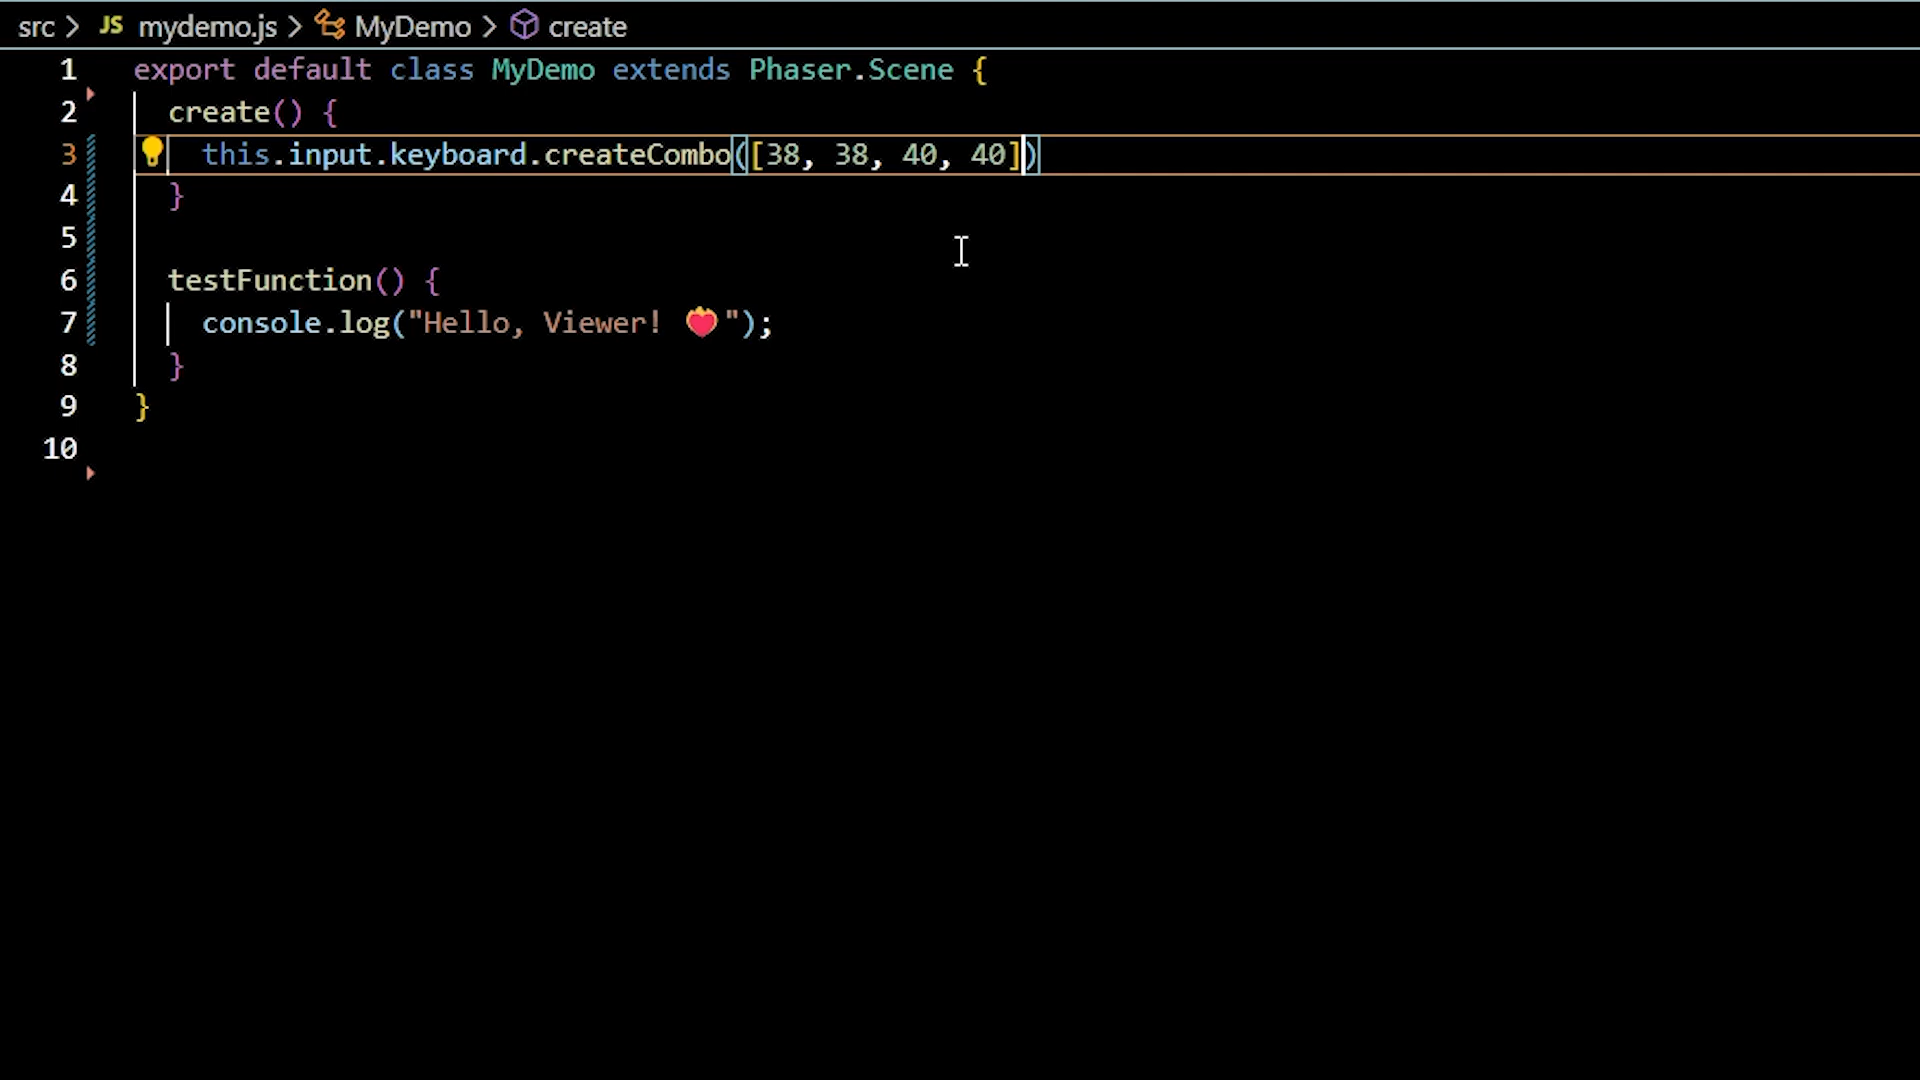 src > JS mydemo.js > MyDemo > create
1 export default class MyDemo extends Phaser.Scene {
2 create() {
3 this.input.keyboard.createCombo([38, 38, 40, 40])
4 }
5
6 testFunction() {
7 console.log("Hello, Viewer! ❤️‍🔥");
8 }
9 }
10